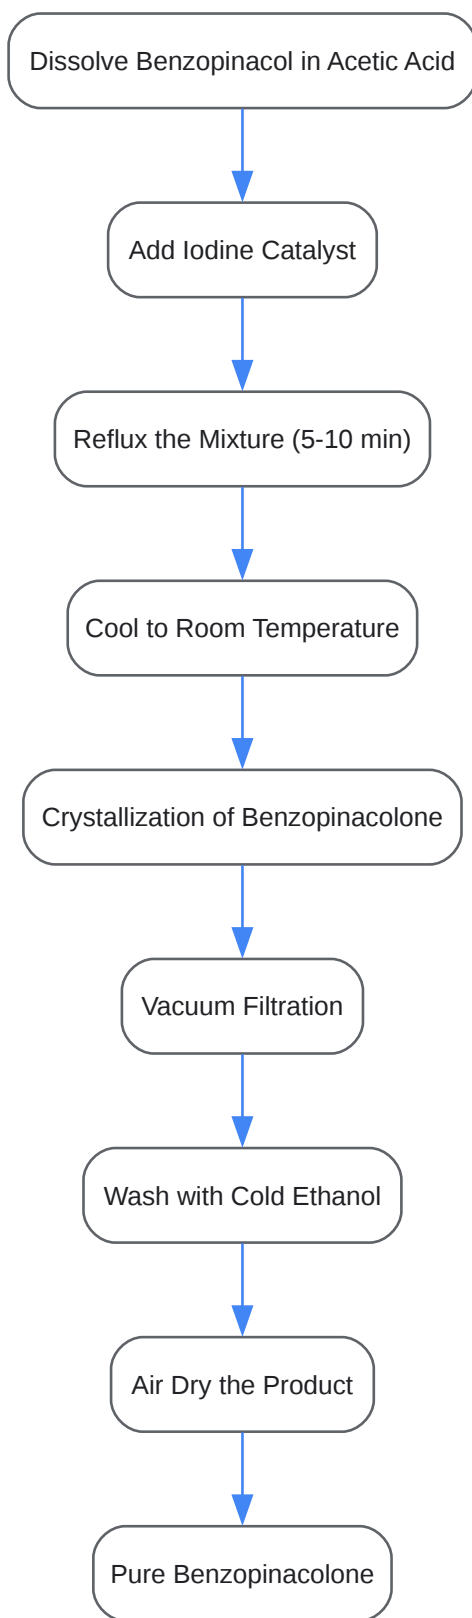 Dissolve Benzopinacol in Acetic Acid
Add Iodine Catalyst
Reflux the Mixture (5-10 min)
Cool to Room Temperature
Crystallization of Benzopinacolone
Vacuum Filtration
Wash with Cold Ethanol
Air Dry the Product
Pure Benzopinacolone